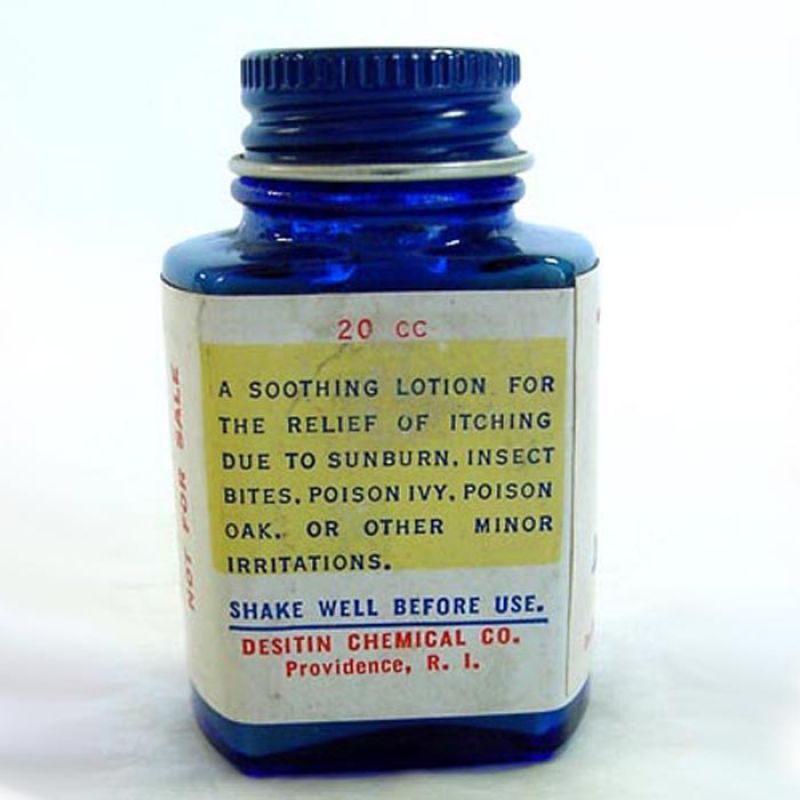 20 CC
A SOOTHING LOTION FOR
THE RELIEF OF ITCHING
DUE TO SUNBURN, INSECT
BITES, POISON IVY, POISON
OAK, OR OTHER MINOR
IRRITATIONS.
SHAKE WELL BEFORE USE.
DESITIN CHEMICAL CO.
Providence, R. I.
NOT FOR SALE